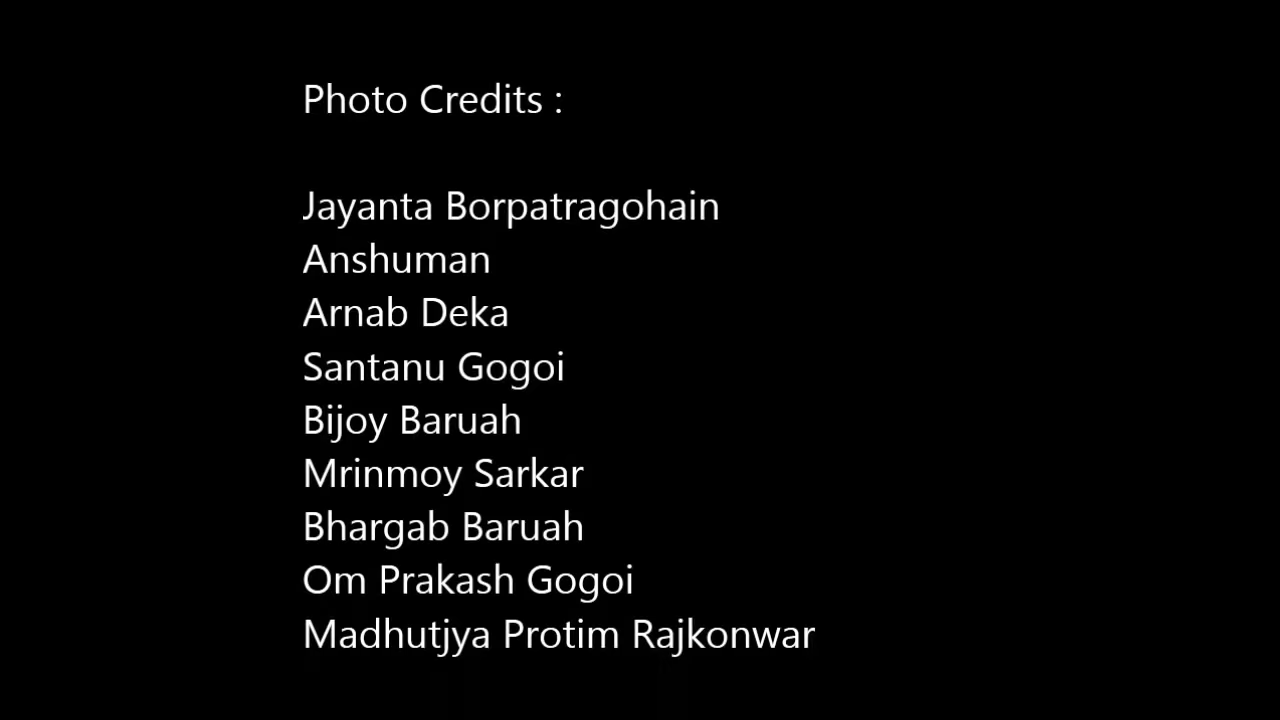 Photo Credits :
Jayanta Borpatragohain
Anshuman
Arnab Deka
Santanu Gogoi
Bijoy Baruah
Mrinmoy Sarkar
Bhargab Baruah
Om Prakash Gogoi
Madhutjya Protim Rajkonwar